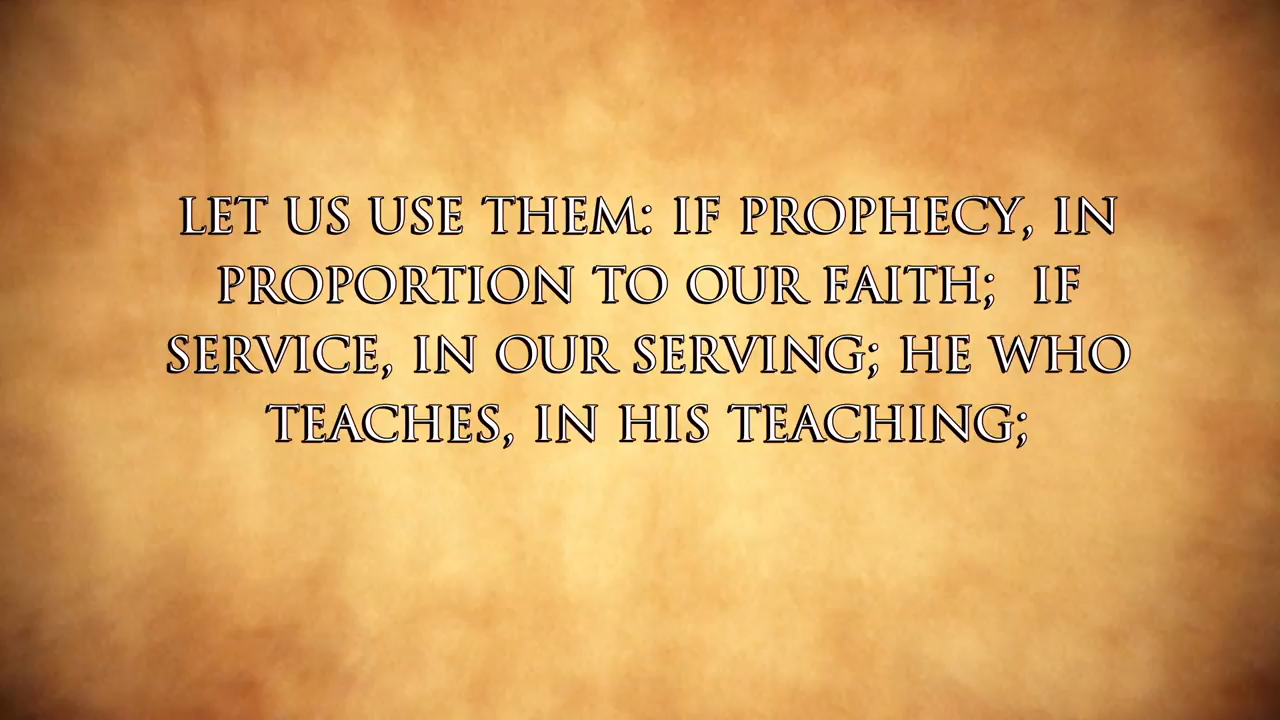 LET US USE THEM: IF PROPHECY, IN
PROPORTION TO OUR FAITH;  IF
SERVICE, IN OUR SERVING; HE WHO
TEACHES, IN HIS TEACHING;